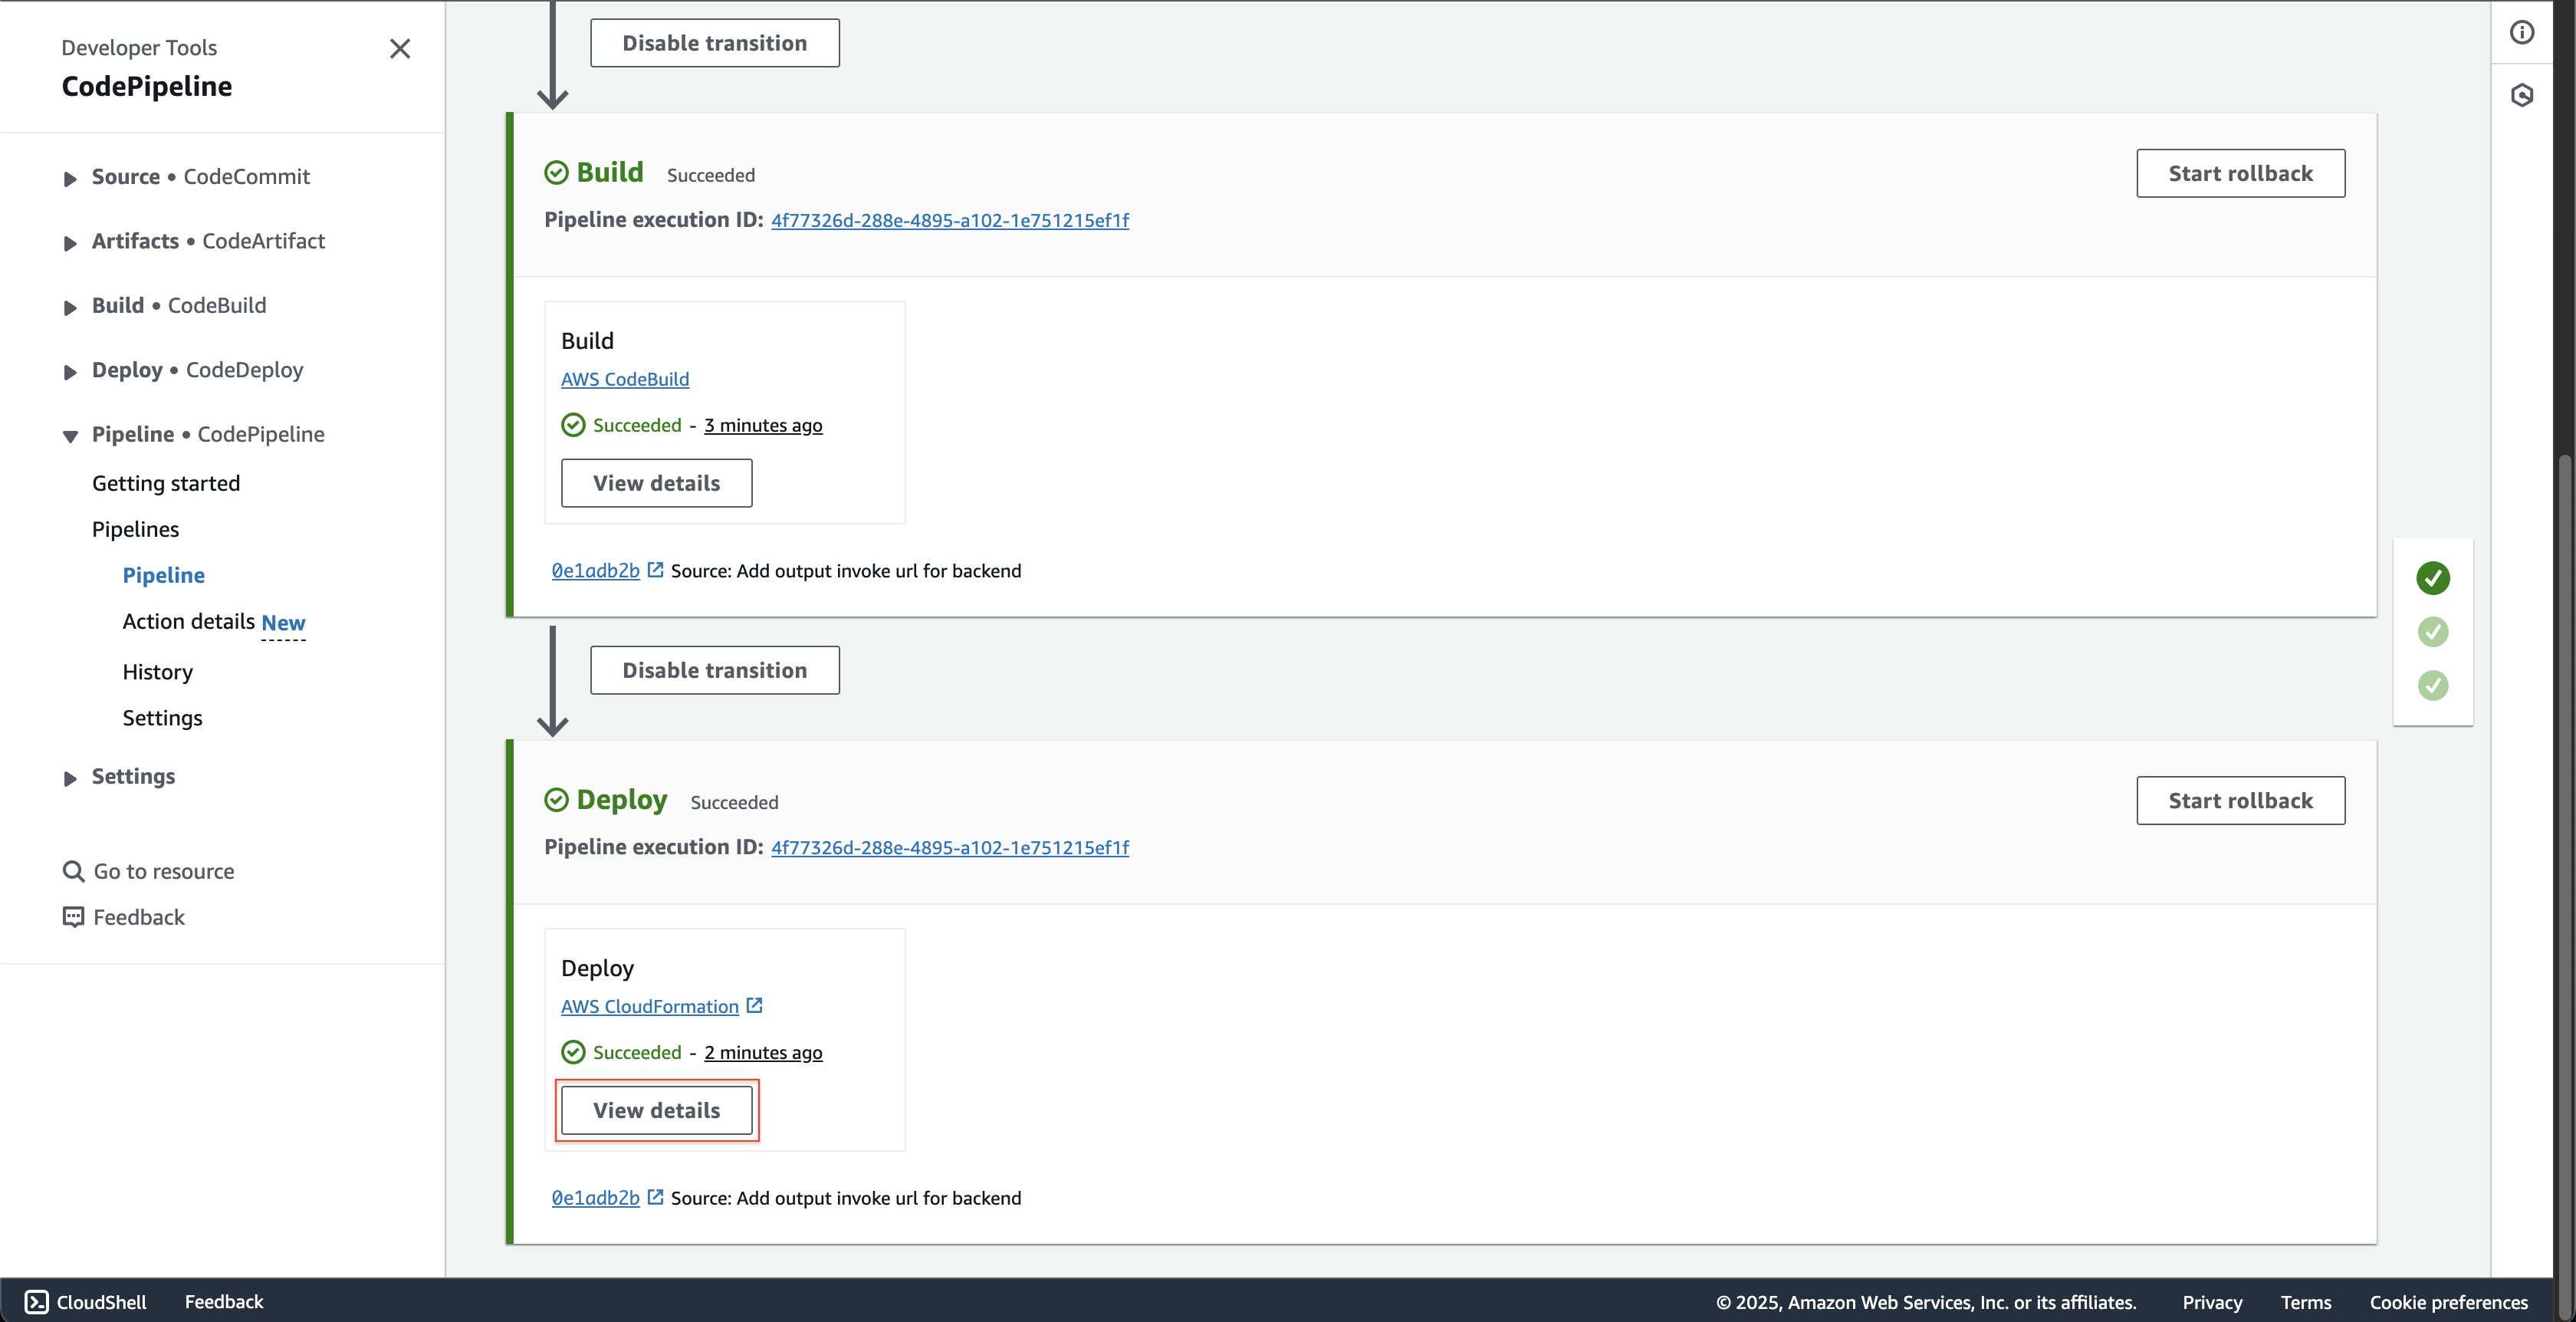 Developer Tools
CodePipeline
Source • CodeCommit
Artifacts • CodeArtifact
Build • CodeBuild
Deploy • CodeDeploy
Pipeline • CodePipeline
Getting started
Pipelines
Pipeline
Action details New
History
Settings
Settings
Go to resource
Feedback
Disable transition
Build Succeeded
Start rollback
Pipeline execution ID: 4f77326d-288e-4895-a102-1e751215ef1f
Build
AWS CodeBuild
Succeeded - 3 minutes ago
View details
0e1adb2b Source: Add output invoke url for backend
Disable transition
Deploy Succeeded
Start rollback
Pipeline execution ID: 4f77326d-288e-4895-a102-1e751215ef1f
Deploy
AWS CloudFormation
Succeeded - 2 minutes ago
View details
0e1adb2b Source: Add output invoke url for backend
CloudShell Feedback © 2025, Amazon Web Services, Inc. or its affiliates. Privacy Terms Cookie preferences